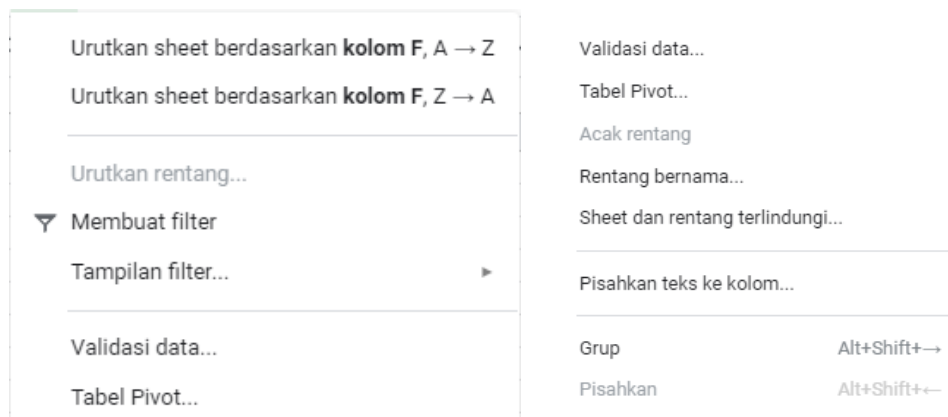 Urutkan sheet berdasarkan kolom F, A → Z
Urutkan sheet berdasarkan kolom F, Z → A
Urutkan rentang...
Membuat filter
Tampilan filter...
Validasi data...
Tabel Pivot...
Validasi data...
Tabel Pivot...
Acak rentang
Rentang bernama...
Sheet dan rentang terlindungi...
Pisahkan teks ke kolom...
Grup Alt+Shift+→
Pisahkan Alt+Shift+←